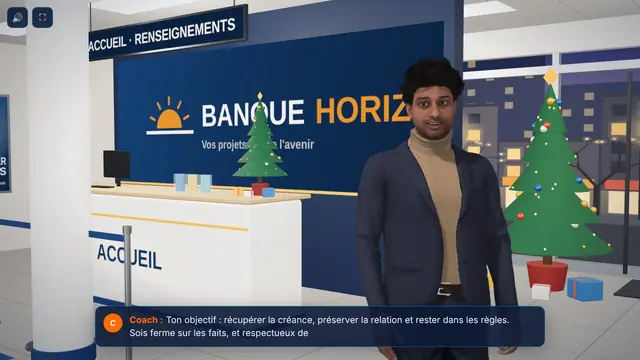 ACCUEIL · RENSEIGNEMENTS
BANQUE HORIZ
Vos projets l'avenir
ACCUEIL
C
Coach : Ton objectif : récupérer la créance, préserver la relation et rester dans les règles.
Sois ferme sur les faits, et respectueux de